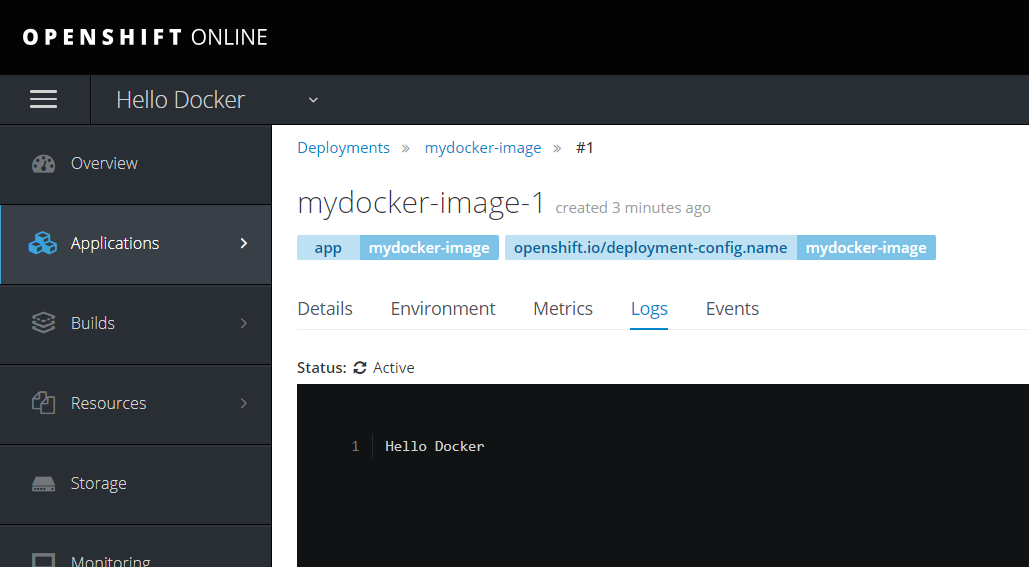 OPENSHIFT ONLINE
Hello Docker
Overview
Applications
Builds
Resources
Storage
Monitoring
Deployments » mydocker-image » #1
mydocker-image-1 created 3 minutes ago
app mydocker-image openshift.io/deployment-config.name mydocker-image
Details Environment Metrics Logs Events
Status: Active
1 Hello Docker